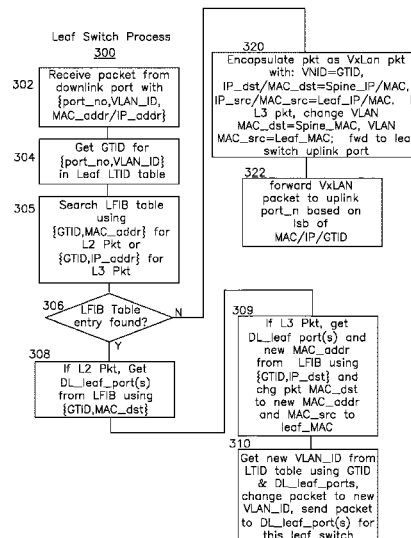 Leaf Switch Process
300
302
Receive packet from
downlink port with
{port_no,VLAN_ID,
MAC_addr/IP_addr}
304
Get GTID for
{port_no,VLAN_ID}
in Leaf LTID table
305
Search LFIB table
using
{GTID,MAC_addr} for
L2 Pkt or
{GTID,IP_addr} for
L3 Pkt
306
LFIB Table
entry found?
N
Y
308
If L2 Pkt, Get
DL_leaf_port(s)
from LFIB using
{GTID,MAC_dst}
320
Encapsulate pkt as VxLan pkt
with: VNID=GTID,
IP_dst/MAC_dst=Spine_IP/MAC,
IP_src/MAC_src=Leaf_IP/MAC.
L3 pkt, change VLAN
MAC_dst=Spine_MAC, VLAN
MAC_src=Leaf_MAC; fwd to leaf
switch uplink port
322
forward VxLAN
packet to uplink
port_n based on
lsb of
MAC/IP/GTID
309
If L3 Pkt, get
DL_leaf port(s) and
new MAC_addr
from LFIB using
{GTID,IP_dst} and
chg pkt MAC_dst
to new MAC_addr
and MAC_src to
leaf_MAC
310
Get new VLAN_ID from
LTID table using GTID
& DL_leaf_ports,
change packet to new
VLAN_ID, send packet
to DL_leaf_port(s) for
this leaf switch